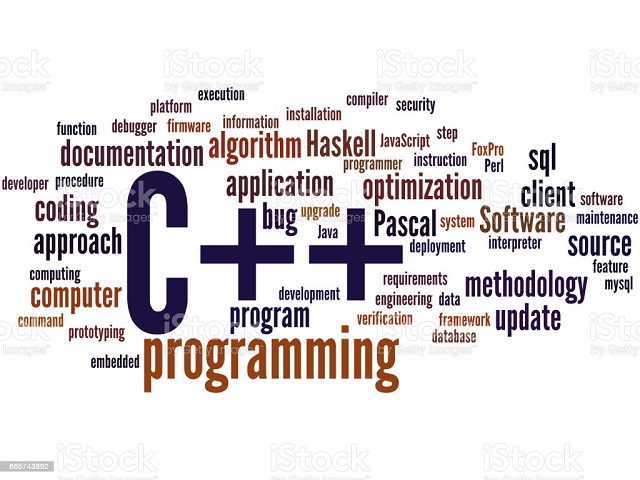 execution
platform
compiler
security
installation
function
debugger
firmware
information
documentation
algorithm
Haskell
JavaScript
step
programmer
instruction
FoxPro
Perl
sql
developer
procedure
application
optimization
client
software
coding
bug
upgrade
Java
Pascal
system
Software
maintenance
approach
C++
deployment
interpreter
source
computing
feature
mysql
computer
development
requirements
engineering
data
methodology
command
prototyping
program
verification
framework
database
update
embedded
programming
iStock
by Getty Images™
665743892